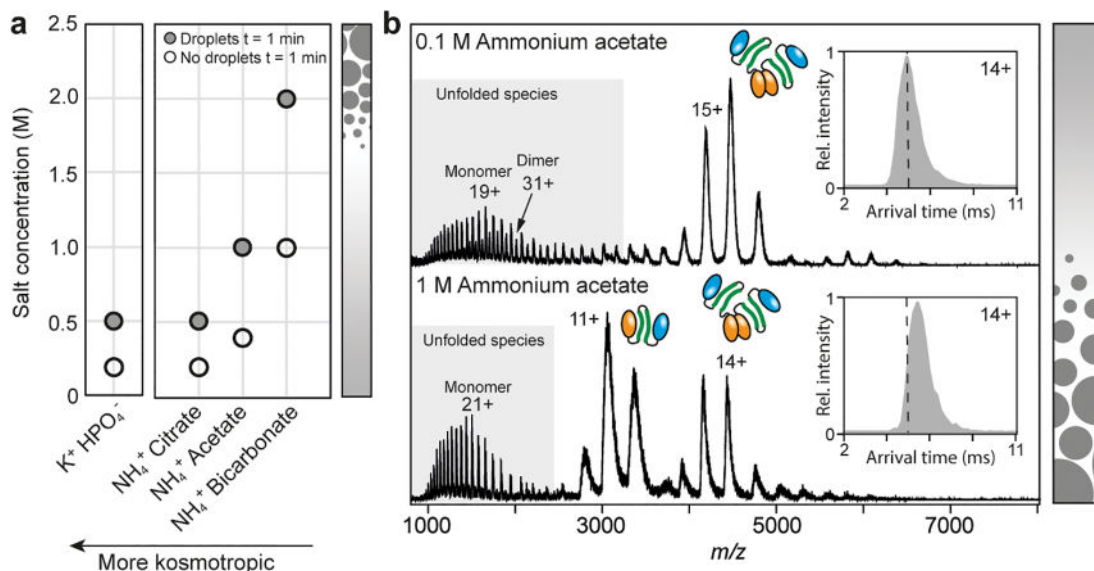 a
2.5
2.0
1.5
1.0
0.5
0
Salt concentration (M)
Droplets t = 1 min
No droplets t = 1 min
K⁺ HPO₄⁻
NH₄⁺ Citrate
NH₄⁺ Acetate
NH₄⁺ Bicarbonate
More kosmotropic
b
0.1 M Ammonium acetate
Unfolded species
Monomer
19+
Dimer
31+
15+
1
14+
Rel. intensity
0
2
11
Arrival time (ms)
1 M Ammonium acetate
Unfolded species
Monomer
21+
11+
14+
1
14+
Rel. intensity
0
2
11
Arrival time (ms)
1000
3000
5000
7000
m/z